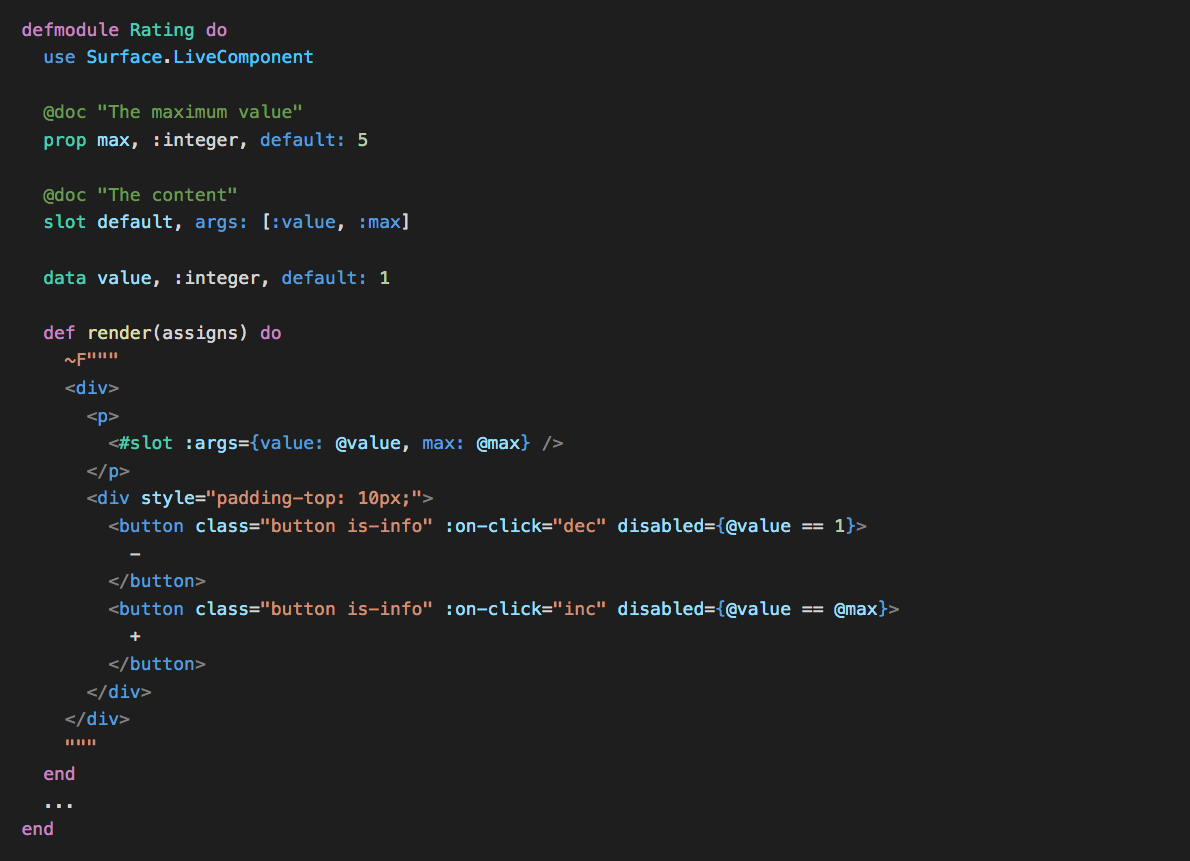 defmodule Rating do
  use Surface.LiveComponent

  @doc "The maximum value"
  prop max, :integer, default: 5

  @doc "The content"
  slot default, args: [:value, :max]

  data value, :integer, default: 1

  def render(assigns) do
    ~F"""
    <div>
      <p>
        <#slot :args={value: @value, max: @max} />
      </p>
      <div style="padding-top: 10px;">
        <button class="button is-info" :on-click="dec" disabled={@value == 1}>
          -
        </button>
        <button class="button is-info" :on-click="inc" disabled={@value == @max}>
          +
        </button>
      </div>
    </div>
    """
  end
  ...
end